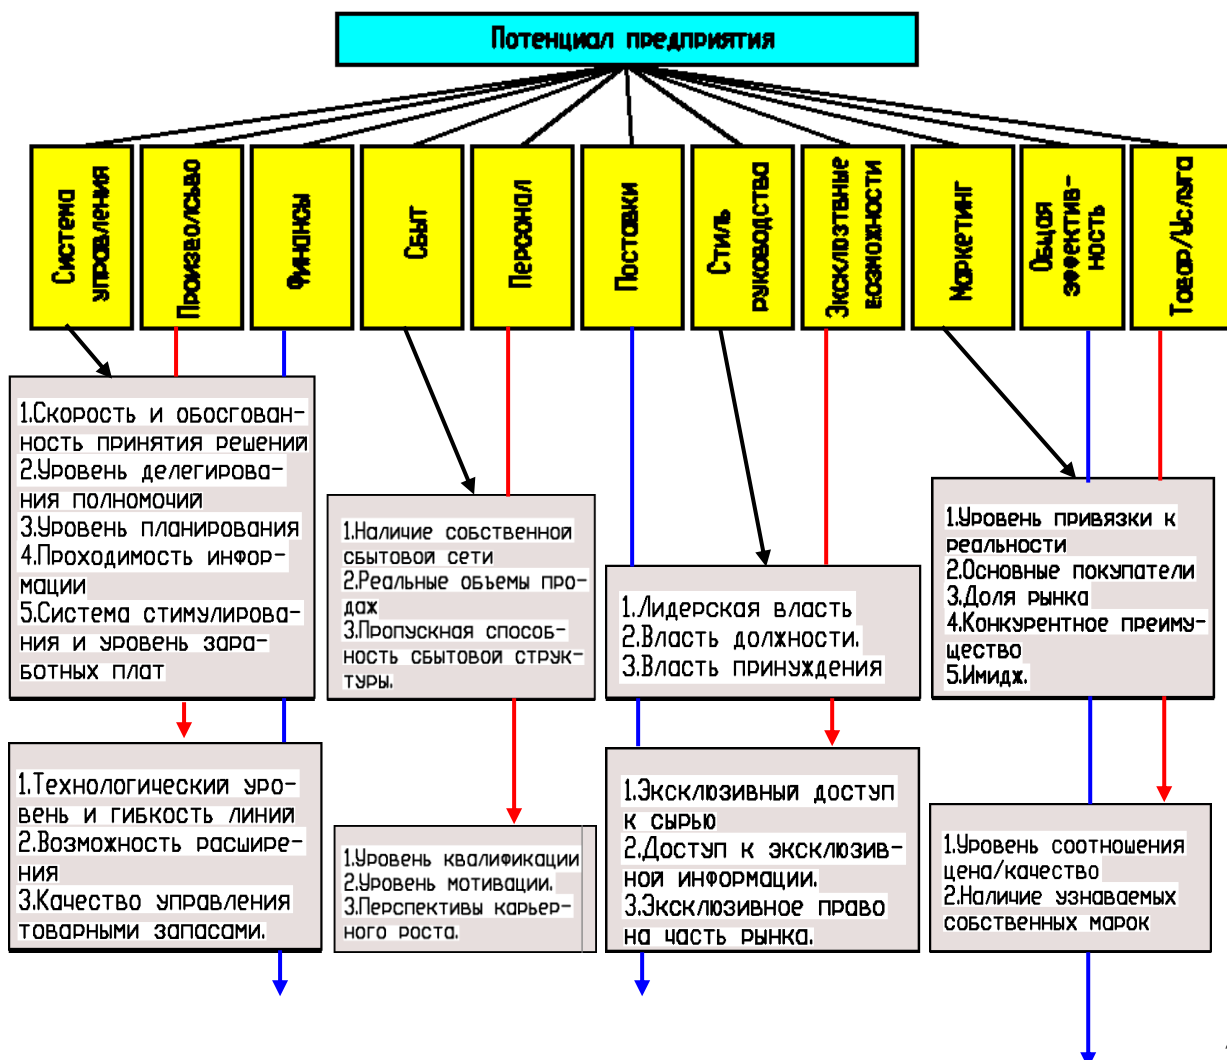 Потенциал предприятия
Система
управления
Произволсьво
Финансы
Сбыт
Персонал
Поставки
Стиль
руководства
Эксклюзтвные
возможности
Маркетинг
Общая
эффектив-
ность
Товар/Услуга
1.Скорость и обосгован-
ность принятия решений
2.Уровень делегирова-
ния полномочий
3.Уровень планирования
4.Проходимость инфор-
мации
5.Система стимулирова-
ния и уровень зара-
ботных плат
1.Наличие собственной
сбытовой сети
2.Реальные объемы про-
даж
3.Пропускная способ-
ность сбытовой струк-
туры.
1.Лидерская власть
2.Власть должности.
3.Власть принуждения
1.Уровень привязки к
реальности
2.Основные покупатели
3.Доля рынка
4.Конкурентное преиму-
щество
5.Имидж.
1.Технологический уро-
вень и гибкость линий
2.Возможность расшире-
ния
3.Качество управления
товарными запасами.
1.Уровень квалификации
2.Уровень мотивации.
3.Перспективы карьер-
ного роста.
1.Эксклюзивный доступ
к сырью
2.Доступ к эксклюзив-
ной информации.
3.Эксклюзивное право
на часть рынка.
1.Уровень соотношения
цена/качество
2.Наличие узнаваемых
собственных марок